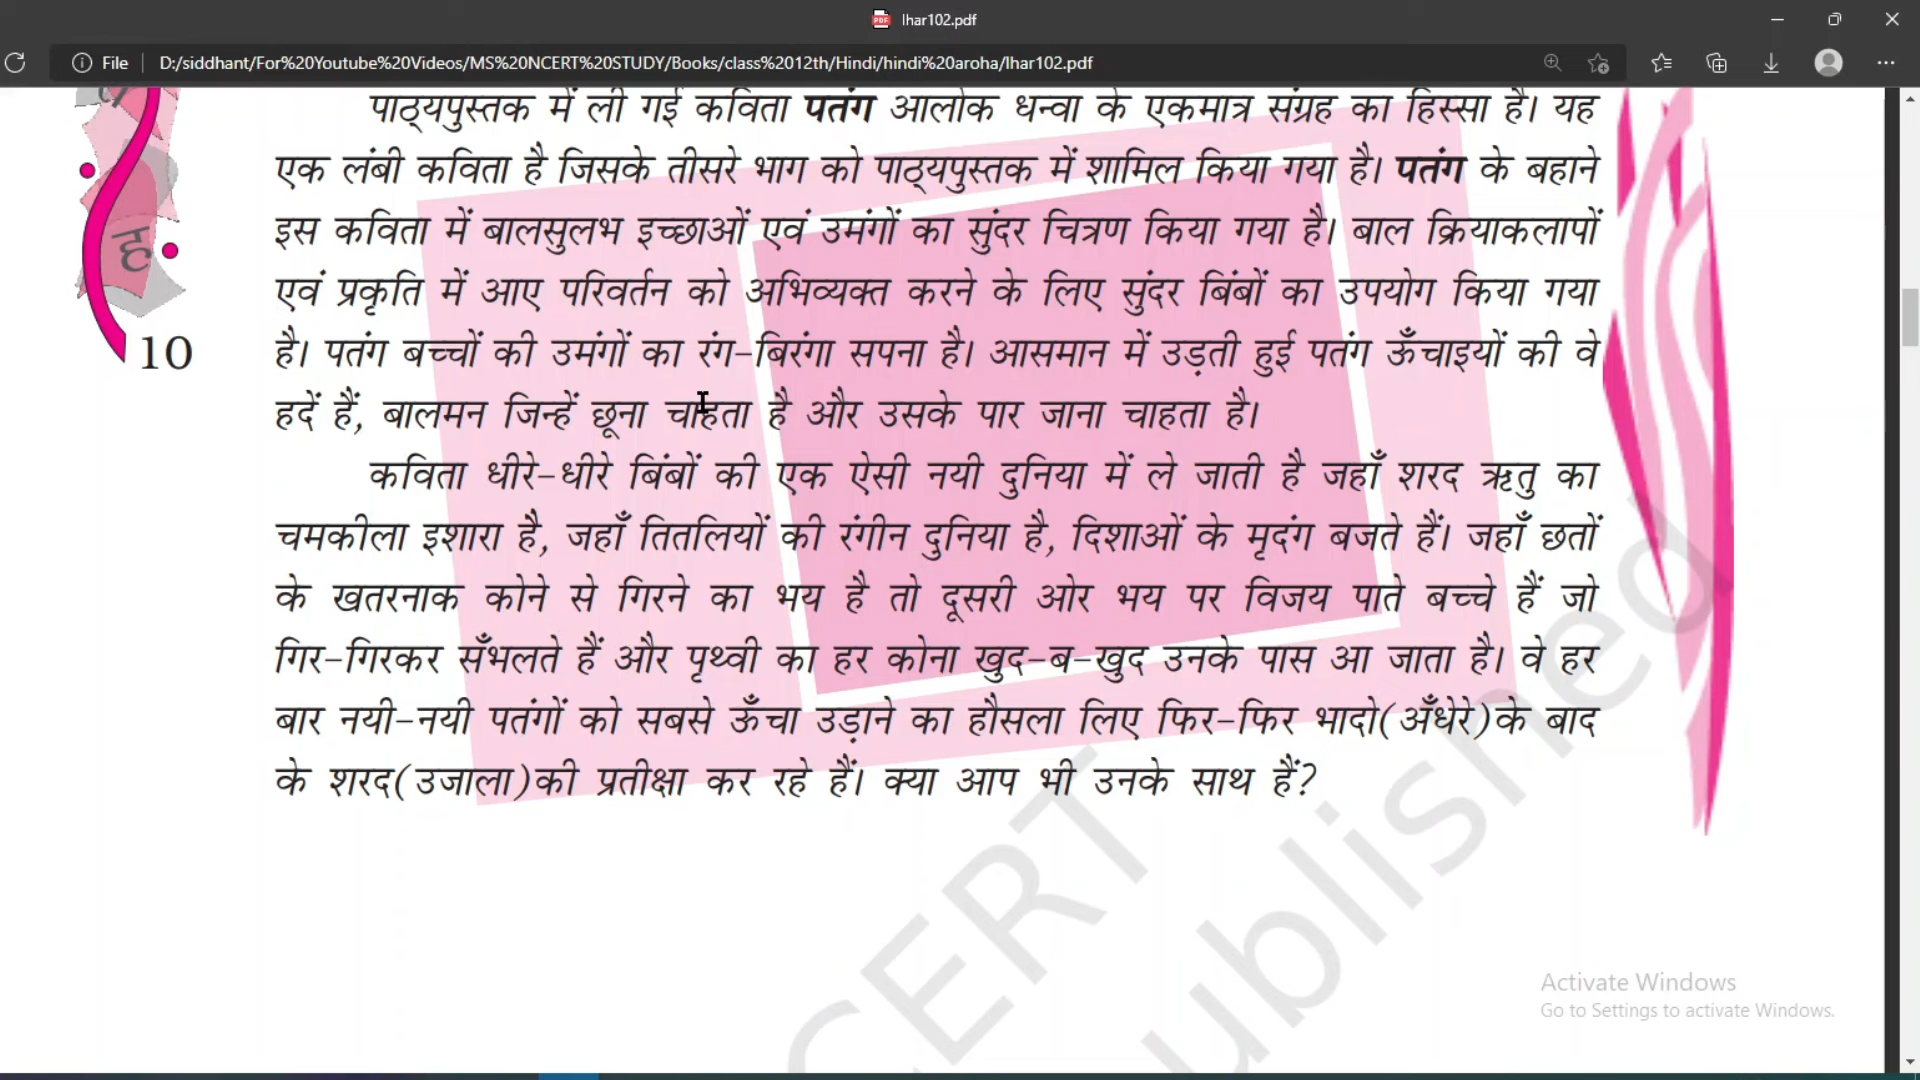 lhar102.pdf
File D:/siddhant/For%20Youtube%20Videos/MS%20NCERT%20STUDY/Books/class%2012th/Hindi/hindi%20aroha/lhar102.pdf
पाठ्यपुस्तक में ली गई कविता पतंग आलोक धन्वा के एकमात्र संग्रह का हिस्सा है। यह
एक लंबी कविता है जिसके तीसरे भाग को पाठ्यपुस्तक में शामिल किया गया है। पतंग के बहाने
इस कविता में बालसुलभ इच्छाओं एवं उमंगों का सुंदर चित्रण किया गया है। बाल क्रियाकलापों
एवं प्रकृति में आए परिवर्तन को अभिव्यक्त करने के लिए सुंदर बिंबों का उपयोग किया गया
है। पतंग बच्चों की उमंगों का रंग-बिरंगा सपना है। आसमान में उड़ती हुई पतंग ऊँचाइयों की वे
हदें हैं, बालमन जिन्हें छूना चाहता है और उसके पार जाना चाहता है।
कविता धीरे-धीरे बिंबों की एक ऐसी नयी दुनिया में ले जाती है जहाँ शरद ऋतु का
चमकीला इशारा है, जहाँ तितलियों की रंगीन दुनिया है, दिशाओं के मृदंग बजते हैं। जहाँ छतों
के खतरनाक कोने से गिरने का भय है तो दूसरी ओर भय पर विजय पाते बच्चे हैं जो
गिर-गिरकर सँभलते हैं और पृथ्वी का हर कोना खुद-ब-खुद उनके पास आ जाता है। वे हर
बार नयी-नयी पतंगों को सबसे ऊँचा उड़ाने का हौसला लिए फिर-फिर भादो(अँधेरे)के बाद
के शरद(उजाला)की प्रतीक्षा कर रहे हैं। क्या आप भी उनके साथ हैं?
ह
10
CERT
ublished
Activate Windows
Go to Settings to activate Windows.